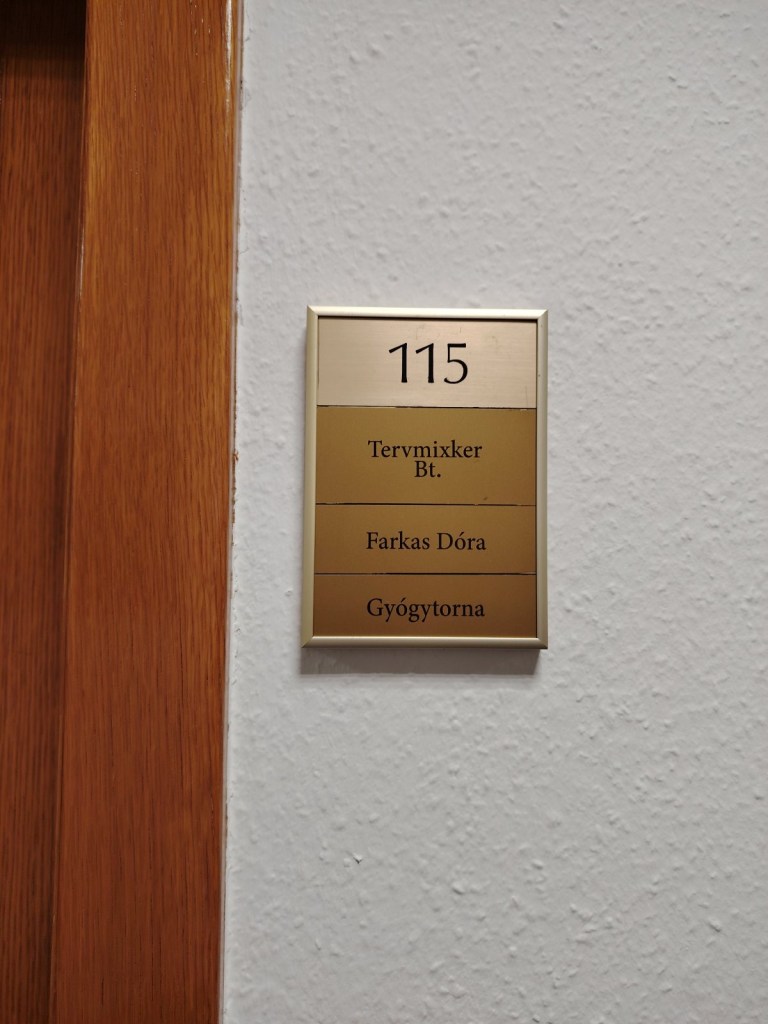 115
Tervmixker
Bt.
Farkas Dóra
Gyógytorna